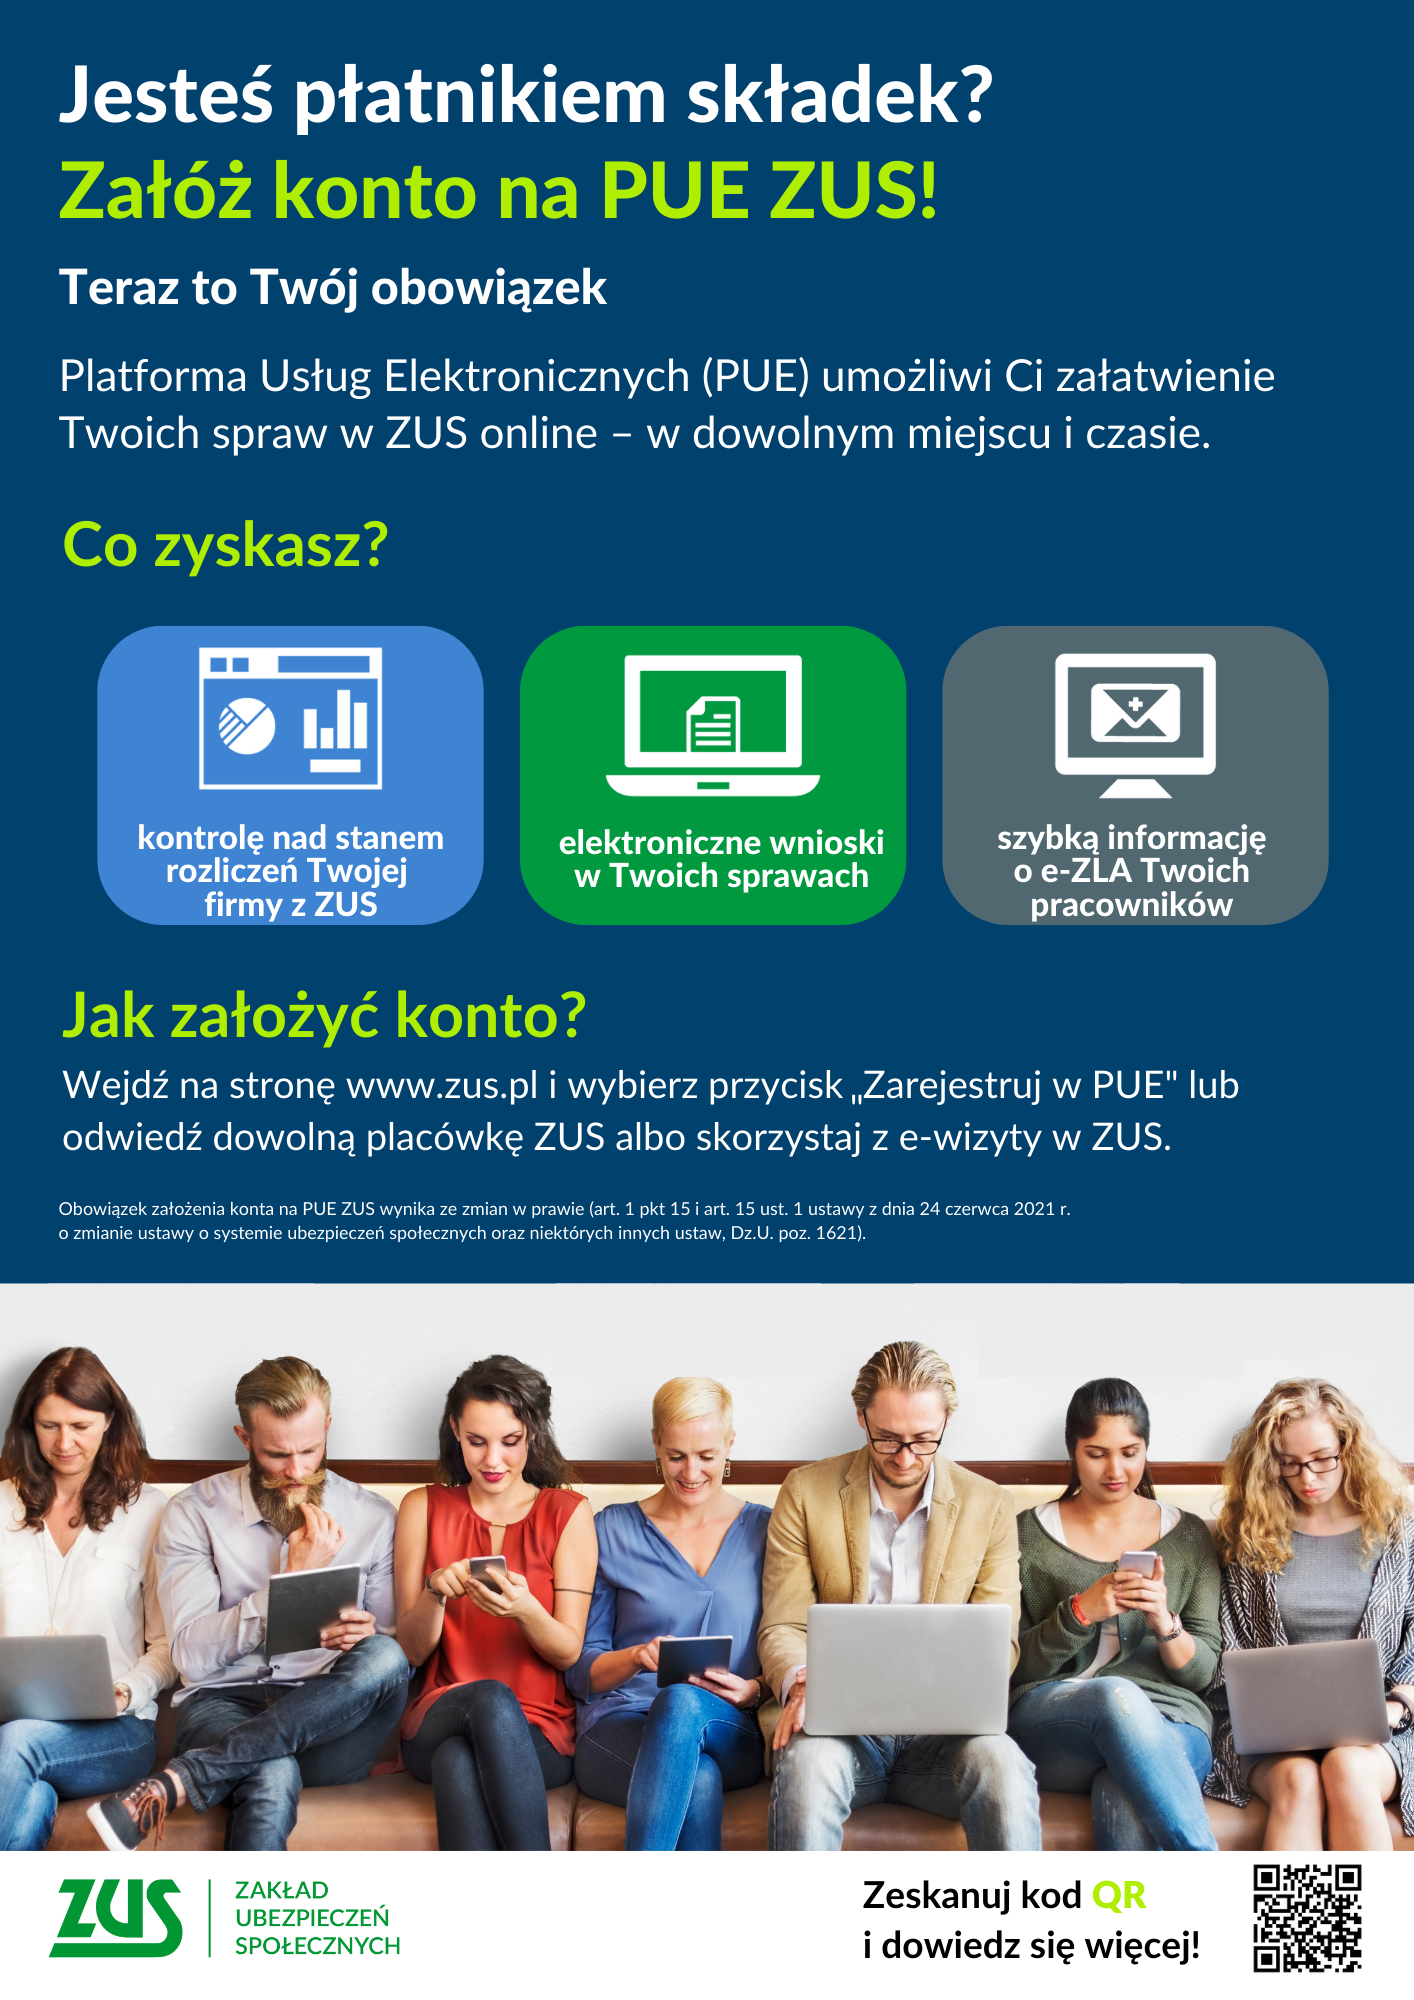 Jesteś płatnikiem składek?
Załóż konto na PUE ZUS!
Teraz to Twój obowiązek
Platforma Usług Elektronicznych (PUE) umożliwi Ci załatwienie
Twoich spraw w ZUS online – w dowolnym miejscu i czasie.
Co zyskasz?
kontrolę nad stanem
rozliczeń Twojej
firmy z ZUS
elektroniczne wnioski
w Twoich sprawach
szybką informację
o e-ZLA Twoich
pracowników
Jak założyć konto?
Wejdź na stronę www.zus.pl i wybierz przycisk „Zarejestruj w PUE" lub
odwiedź dowolną placówkę ZUS albo skorzystaj z e-wizyty w ZUS.
Obowiązek założenia konta na PUE ZUS wynika ze zmian w prawie (art. 1 pkt 15 i art. 15 ust. 1 ustawy z dnia 24 czerwca 2021 r.
o zmianie ustawy o systemie ubezpieczeń społecznych oraz niektórych innych ustaw, Dz.U. poz. 1621).
ZUS
ZAKŁAD
UBEZPIECZEŃ
SPOŁECZNYCH
Zeskanuj kod QR
i dowiedz się więcej!